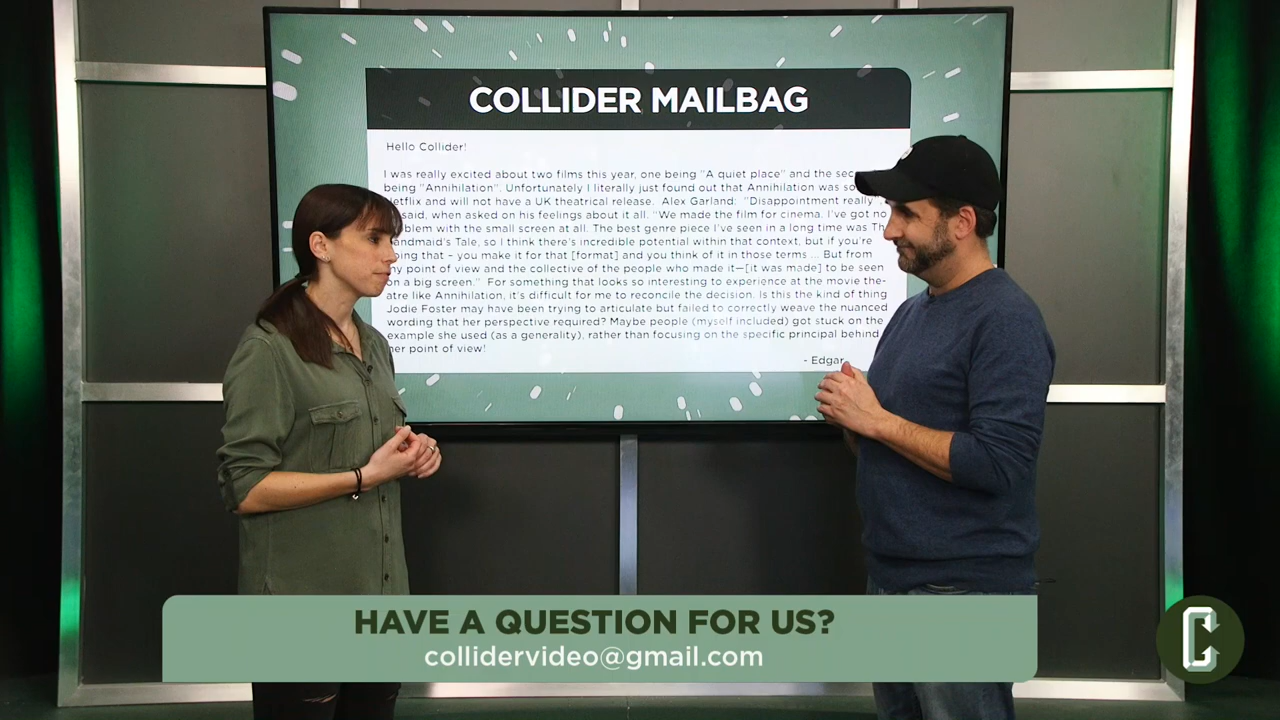 COLLIDER MAILBAG
Hello Collider!
I was really excited about two films this year, one being "A quiet place" and the
being "Annihilation". Unfortunately I literally just found out that Annihilation was
and will not have a UK theatrical release. Alex Garland: "Disappointment really".
said, when asked on his feelings about it all. "We made the film for cinema. I've got no
with the small screen at all. The best genre piece I've seen in a long time was
Tale, so I think there's incredible potential within that context, but if you're
that – you make it for that [format] and you think of it in those terms ... But from
point of view and the collective of the people who made it—[it was made] to be seen
on a big screen." For something that looks so interesting to experience at the movie the-
atre like Annihilation, it's difficult for me to reconcile the decision. Is this the kind of thing
Jodie Foster may have been trying to articulate but failed to correctly weave the nuanced
wording that her perspective required? Maybe people (myself included) got stuck on the
example she used (as a generality), rather than focusing on the specific principal behind
her point of view!
- Edgar
HAVE A QUESTION FOR US?
collidervideo@gmail.com